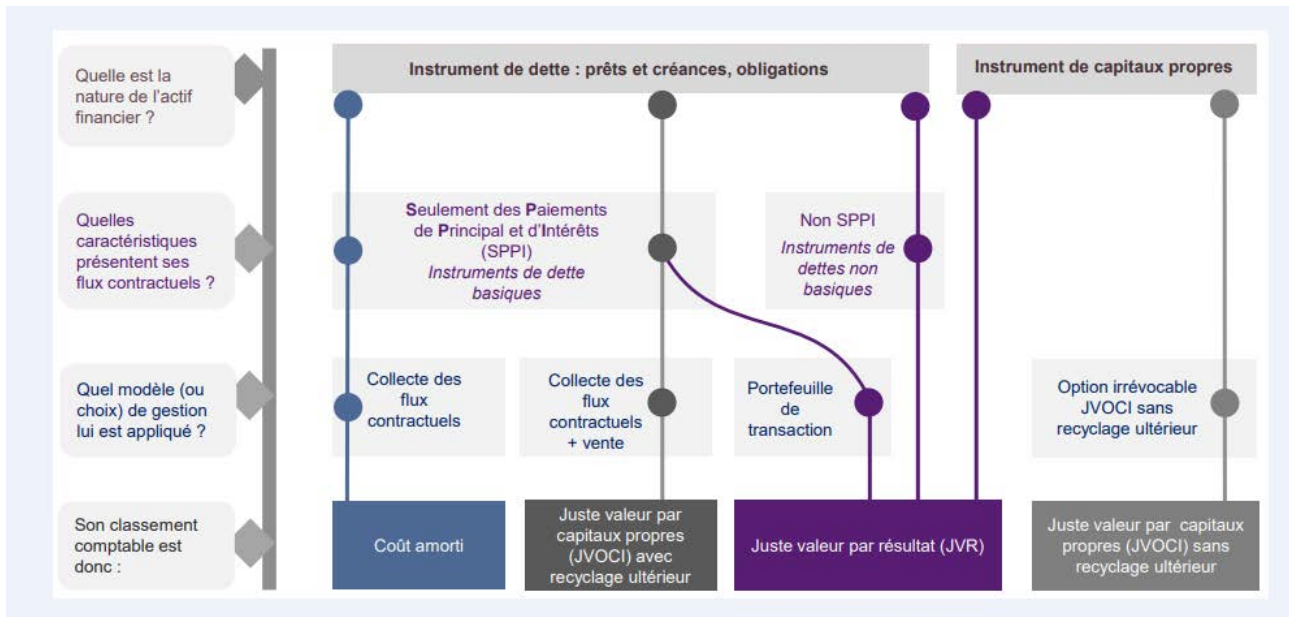 Quelle est la
nature de l'actif
financier ?
Instrument de dette : prêts et créances, obligations
Instrument de capitaux propres
Quelles
caractéristiques
présentent ses
flux contractuels ?
Seulement des Paiements
de Principal et d'Intérêts
(SPPI)
Instruments de dette
basiques
Non SPPI
Instruments de
dettes non
basiques
Quel modèle (ou
choix) de gestion
lui est appliqué ?
Collecte des
flux
contractuels
Collecte des
flux
contractuels
+ vente
Portefeuille
de
transaction
Option irrévocable
JVOCI sans
recyclage ultérieur
Son classement
comptable est
donc :
Coût amorti
Juste valeur par
capitaux propres
(JVOCI) avec
recyclage ultérieur
Juste valeur par résultat (JVR)
Juste valeur par capitaux
propres (JVOCI) sans
recyclage ultérieur